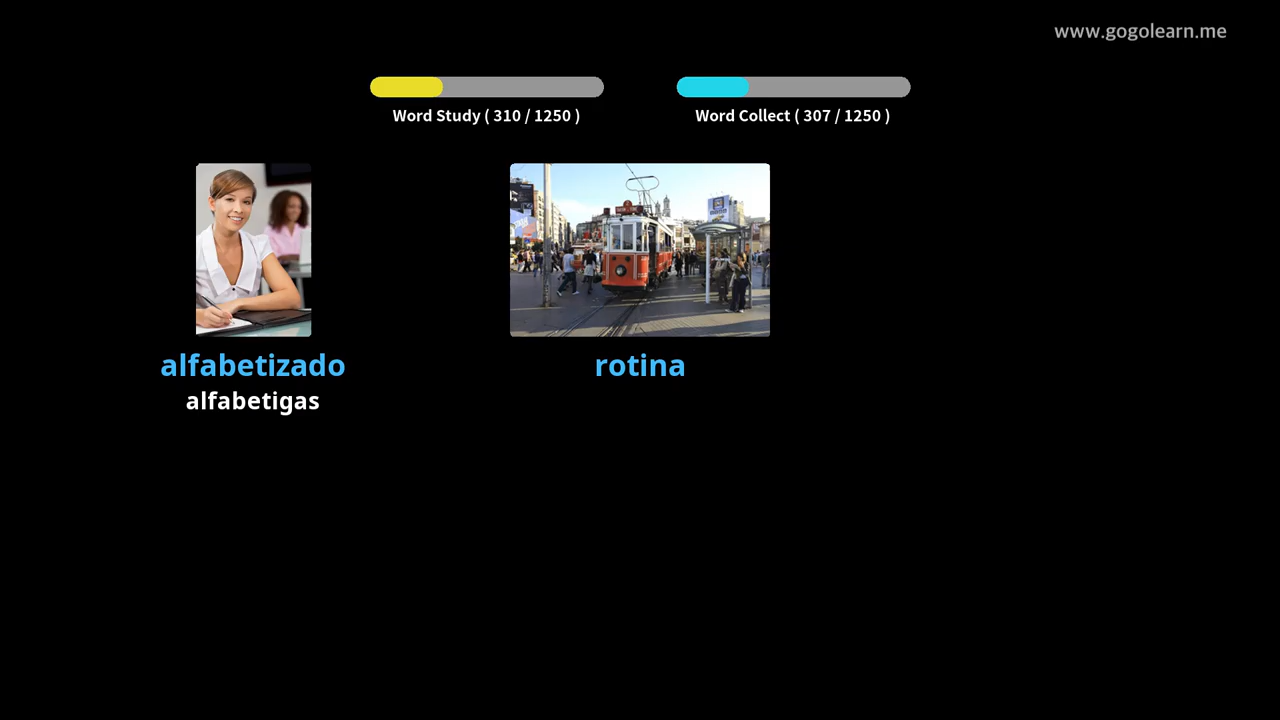 www.gogolearn.me
Word Study ( 310 / 1250 )
Word Collect ( 307 / 1250 )
alfabetizado
rotina
alfabetigas